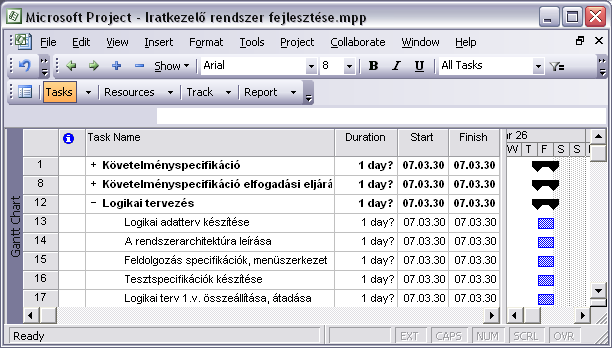 Microsoft Project - Iratkezelő rendszer fejlesztése.mpp
File Edit View Insert Format Tools Project Collaborate Window Help
Show Arial 8 B I U All Tasks Y=
Tasks Resources Track Report
Task Name Duration Start Finish ár 26
W T F S S
1 + Követelményspecifikáció 1 day? 07.03.30 07.03.30
8 + Követelményspecifikáció elfogadási eljárá 1 day? 07.03.30 07.03.30
12 − Logikai tervezés 1 day? 07.03.30 07.03.30
13 Logikai adatterv készítése 1 day? 07.03.30 07.03.30
14 A rendszerarchitektúra leírása 1 day? 07.03.30 07.03.30
15 Feldolgozás specifikációk, menüszerkezet 1 day? 07.03.30 07.03.30
16 Tesztspecifikációk készítése 1 day? 07.03.30 07.03.30
17 Logikai terv 1.v. összeállítása, átadása 1 day? 07.03.30 07.03.30
Gantt Chart
Ready EXT CAPS NUM SCRL OVR